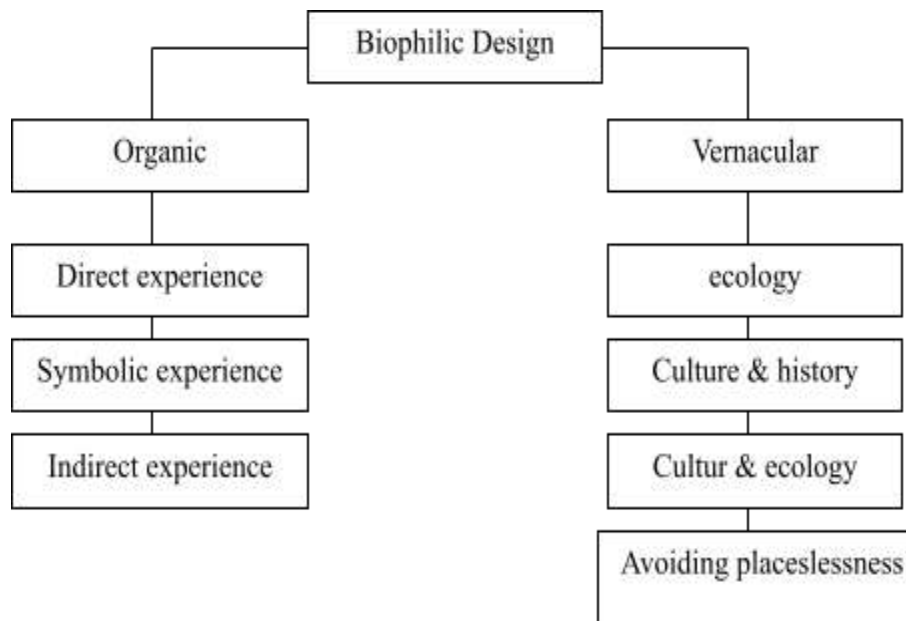 Biophilic Design
Organic
Vernacular
Direct experience
ecology
Symbolic experience
Culture & history
Indirect experience
Cultur & ecology
Avoiding placeslessness